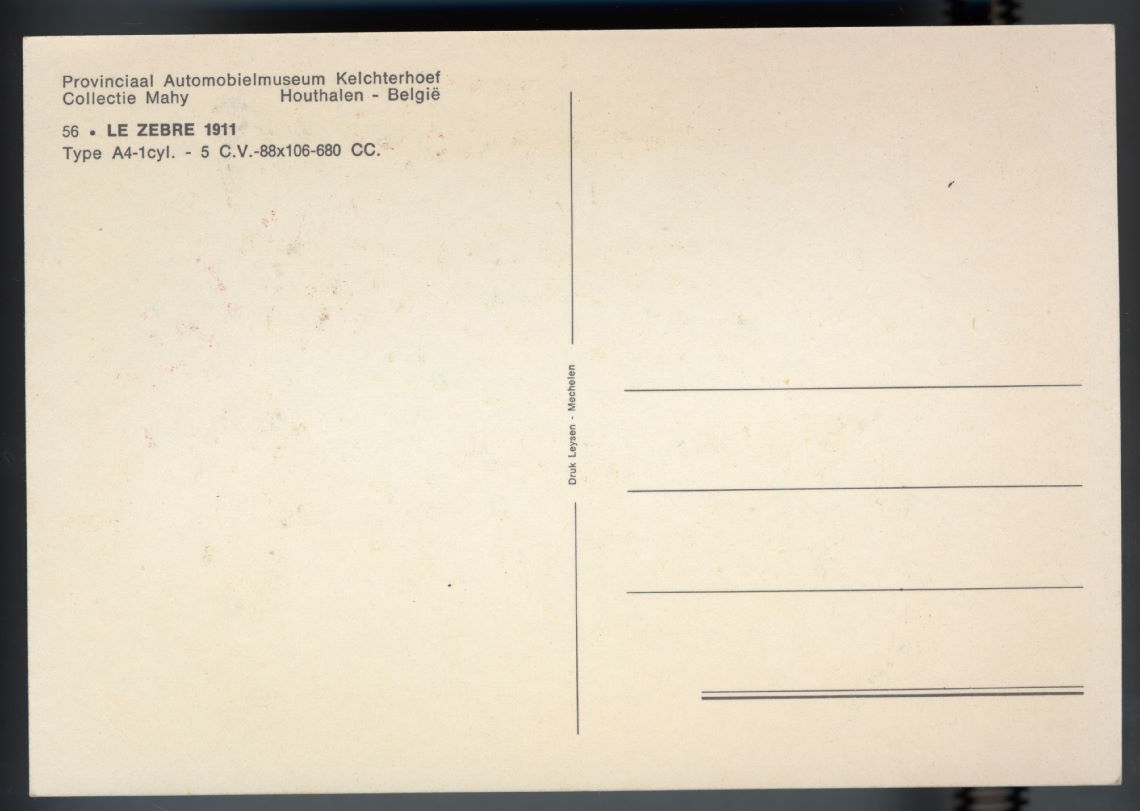 Provinciaal Automobielmuseum Kelchterhoef
Collectie Mahy Houthalen - België
56 • LE ZEBRE 1911
Type A4-1cyl. - 5 C.V.-88x106-680 CC.
Druk Leysen - Mechelen